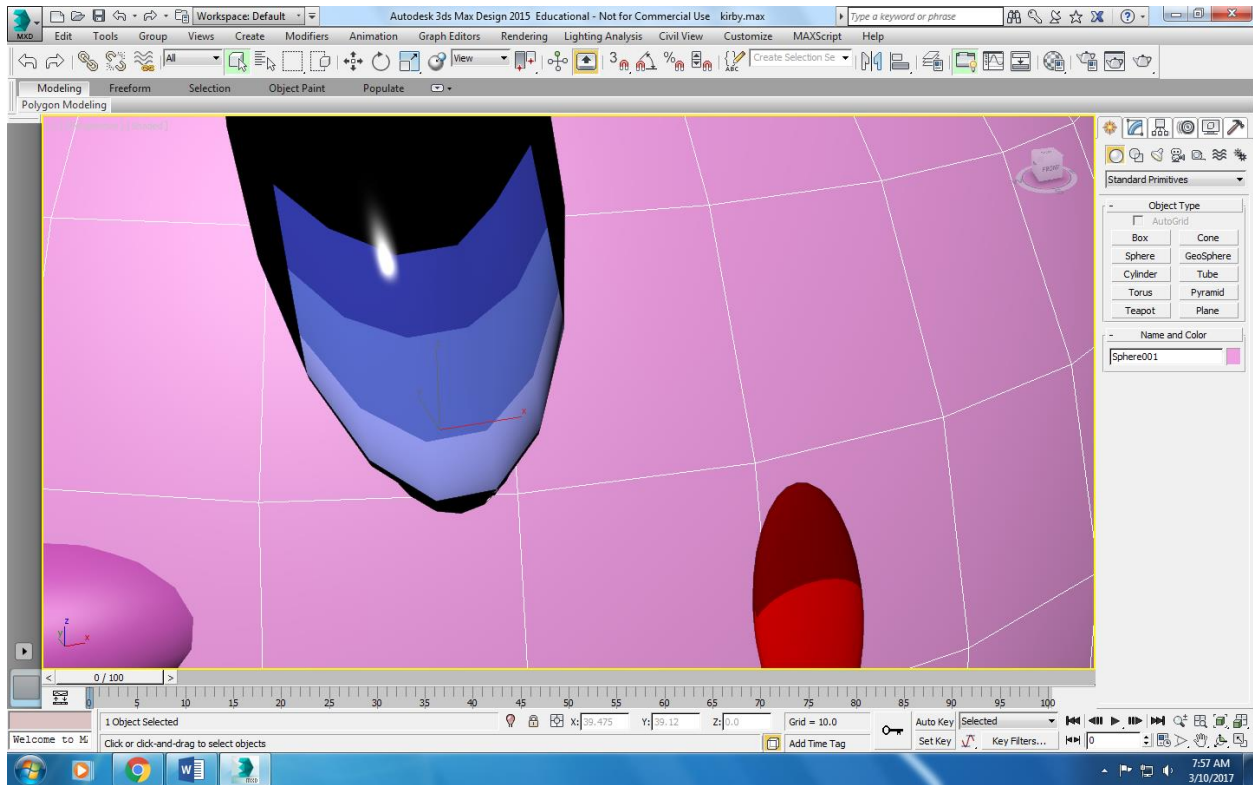 Workspace: Default
Autodesk 3ds Max Design 2015 Educational - Not for Commercial Use kirby.max
Type a keyword or phrase
MXD
Edit Tools Group Views Create Modifiers Animation Graph Editors Rendering Lighting Analysis Civil View Customize MAXScript Help
All
View
3
%
ABC
Create Selection Se
Modeling Freeform Selection Object Paint Populate
Polygon Modeling
FRONT
Standard Primitives
- Object Type
AutoGrid
Box Cone
Sphere GeoSphere
Cylinder Tube
Torus Pyramid
Teapot Plane
- Name and Color
Sphere001
x
z
y x
< 0 / 100 >
0 5 10 15 20 25 30 35 40 45 50 55 60 65 70 75 80 85 90 95 100
1 Object Selected
X: 39.475 Y: 39.12 Z: 0.0
Grid = 10.0
Auto Key Selected
Welcome to M
Click or click-and-drag to select objects
Add Time Tag
Set Key Key Filters...
0
W
MXD
7:57 AM
3/10/2017